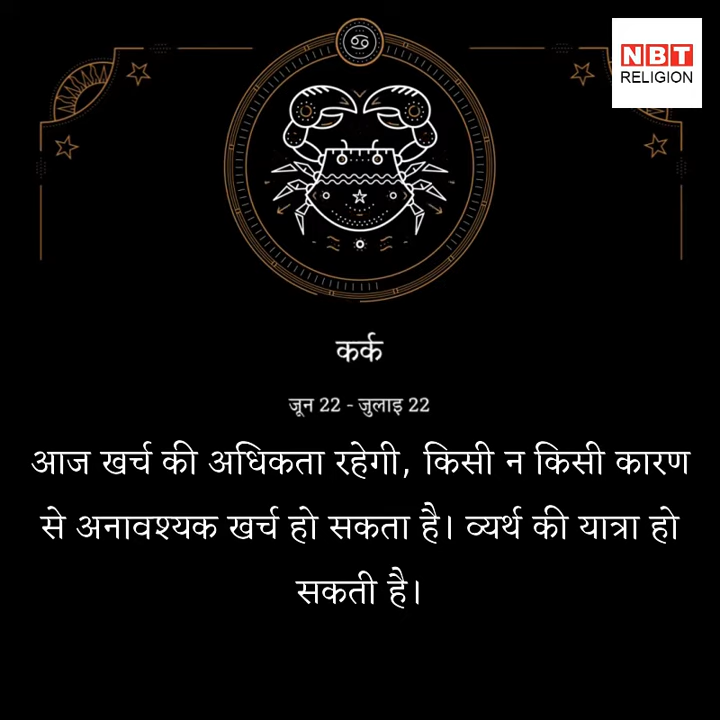 NBT
RELIGION
कर्क
जून 22 - जुलाइ 22
आज खर्च की अधिकता रहेगी, किसी न किसी कारण
से अनावश्यक खर्च हो सकता है। व्यर्थ की यात्रा हो
सकती है।